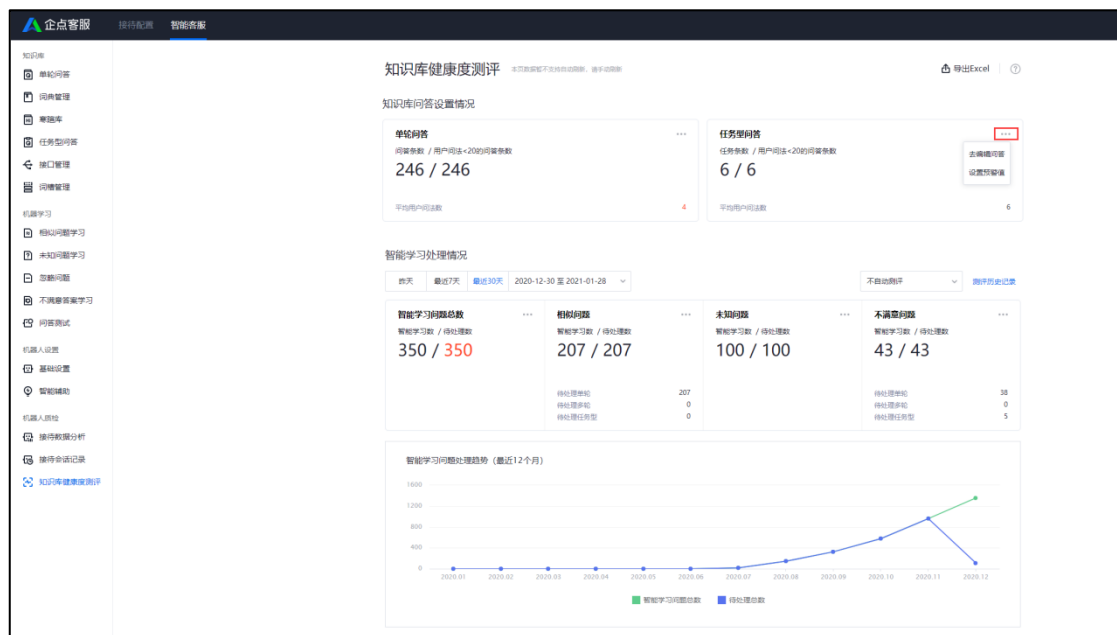 企点客服 接待配置 智能客服
知识库
单轮问答
词典管理
寒暄库
任务型问答
接口管理
词槽管理
机器学习
相似问题学习
未知问题学习
忽略问题
不满意答案学习
问答测试
机器人设置
基础设置
智能辅助
机器人质检
接待数据分析
接待会话记录
知识库健康度测评
知识库健康度测评 本页数据暂不支持自动刷新，请手动刷新 导出Excel
知识库问答设置情况
单轮问答
问答条数 / 用户问法<20的问答条数
246 / 246
平均用户问法数 4
任务型问答
任务条数 / 用户问法<20的问答条数
6 / 6
平均用户问法数 6
去编辑问答
设置预警值
智能学习处理情况
昨天 最近7天 最近30天 2020-12-30 至 2021-01-28 不自动测评 测评历史记录
智能学习问题总数
智能学习数 / 待处理数
350 / 350
相似问题
智能学习数 / 待处理数
207 / 207
待处理单轮 207
待处理多轮 0
待处理任务型 0
未知问题
智能学习数 / 待处理数
100 / 100
不满意问题
智能学习数 / 待处理数
43 / 43
待处理单轮 38
待处理多轮 0
待处理任务型 5
智能学习问题处理趋势（最近12个月）
1600
1200
800
400
0
2020.01 2020.02 2020.03 2020.04 2020.05 2020.06 2020.07 2020.08 2020.09 2020.10 2020.11 2020.12
智能学习问题总数 待处理总数